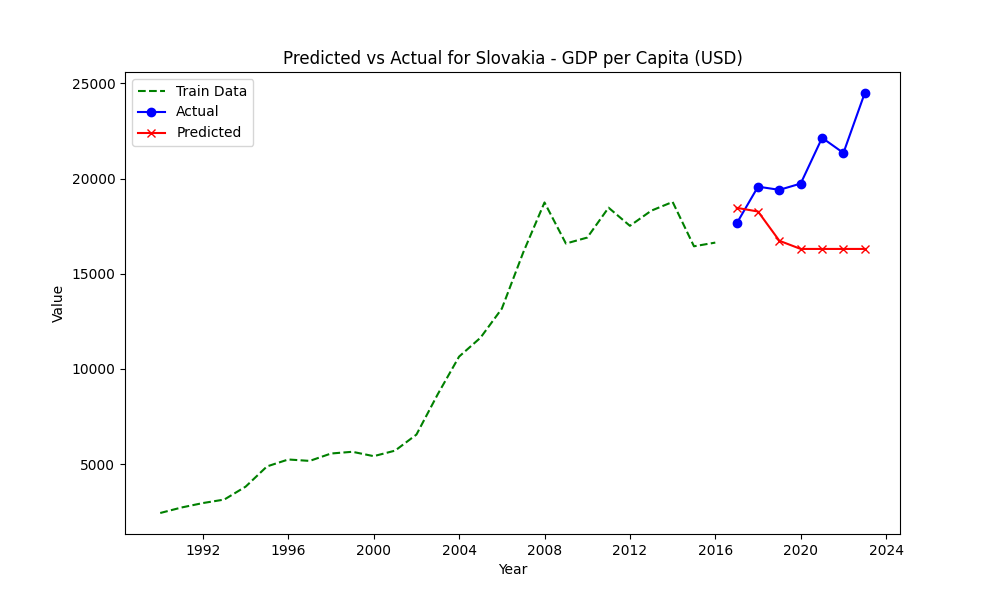 Predicted vs Actual for Slovakia - GDP per Capita (USD)
Train Data
Actual
Predicted
25000
20000
15000
10000
5000
Value
1992 1996 2000 2004 2008 2012 2016 2020 2024
Year